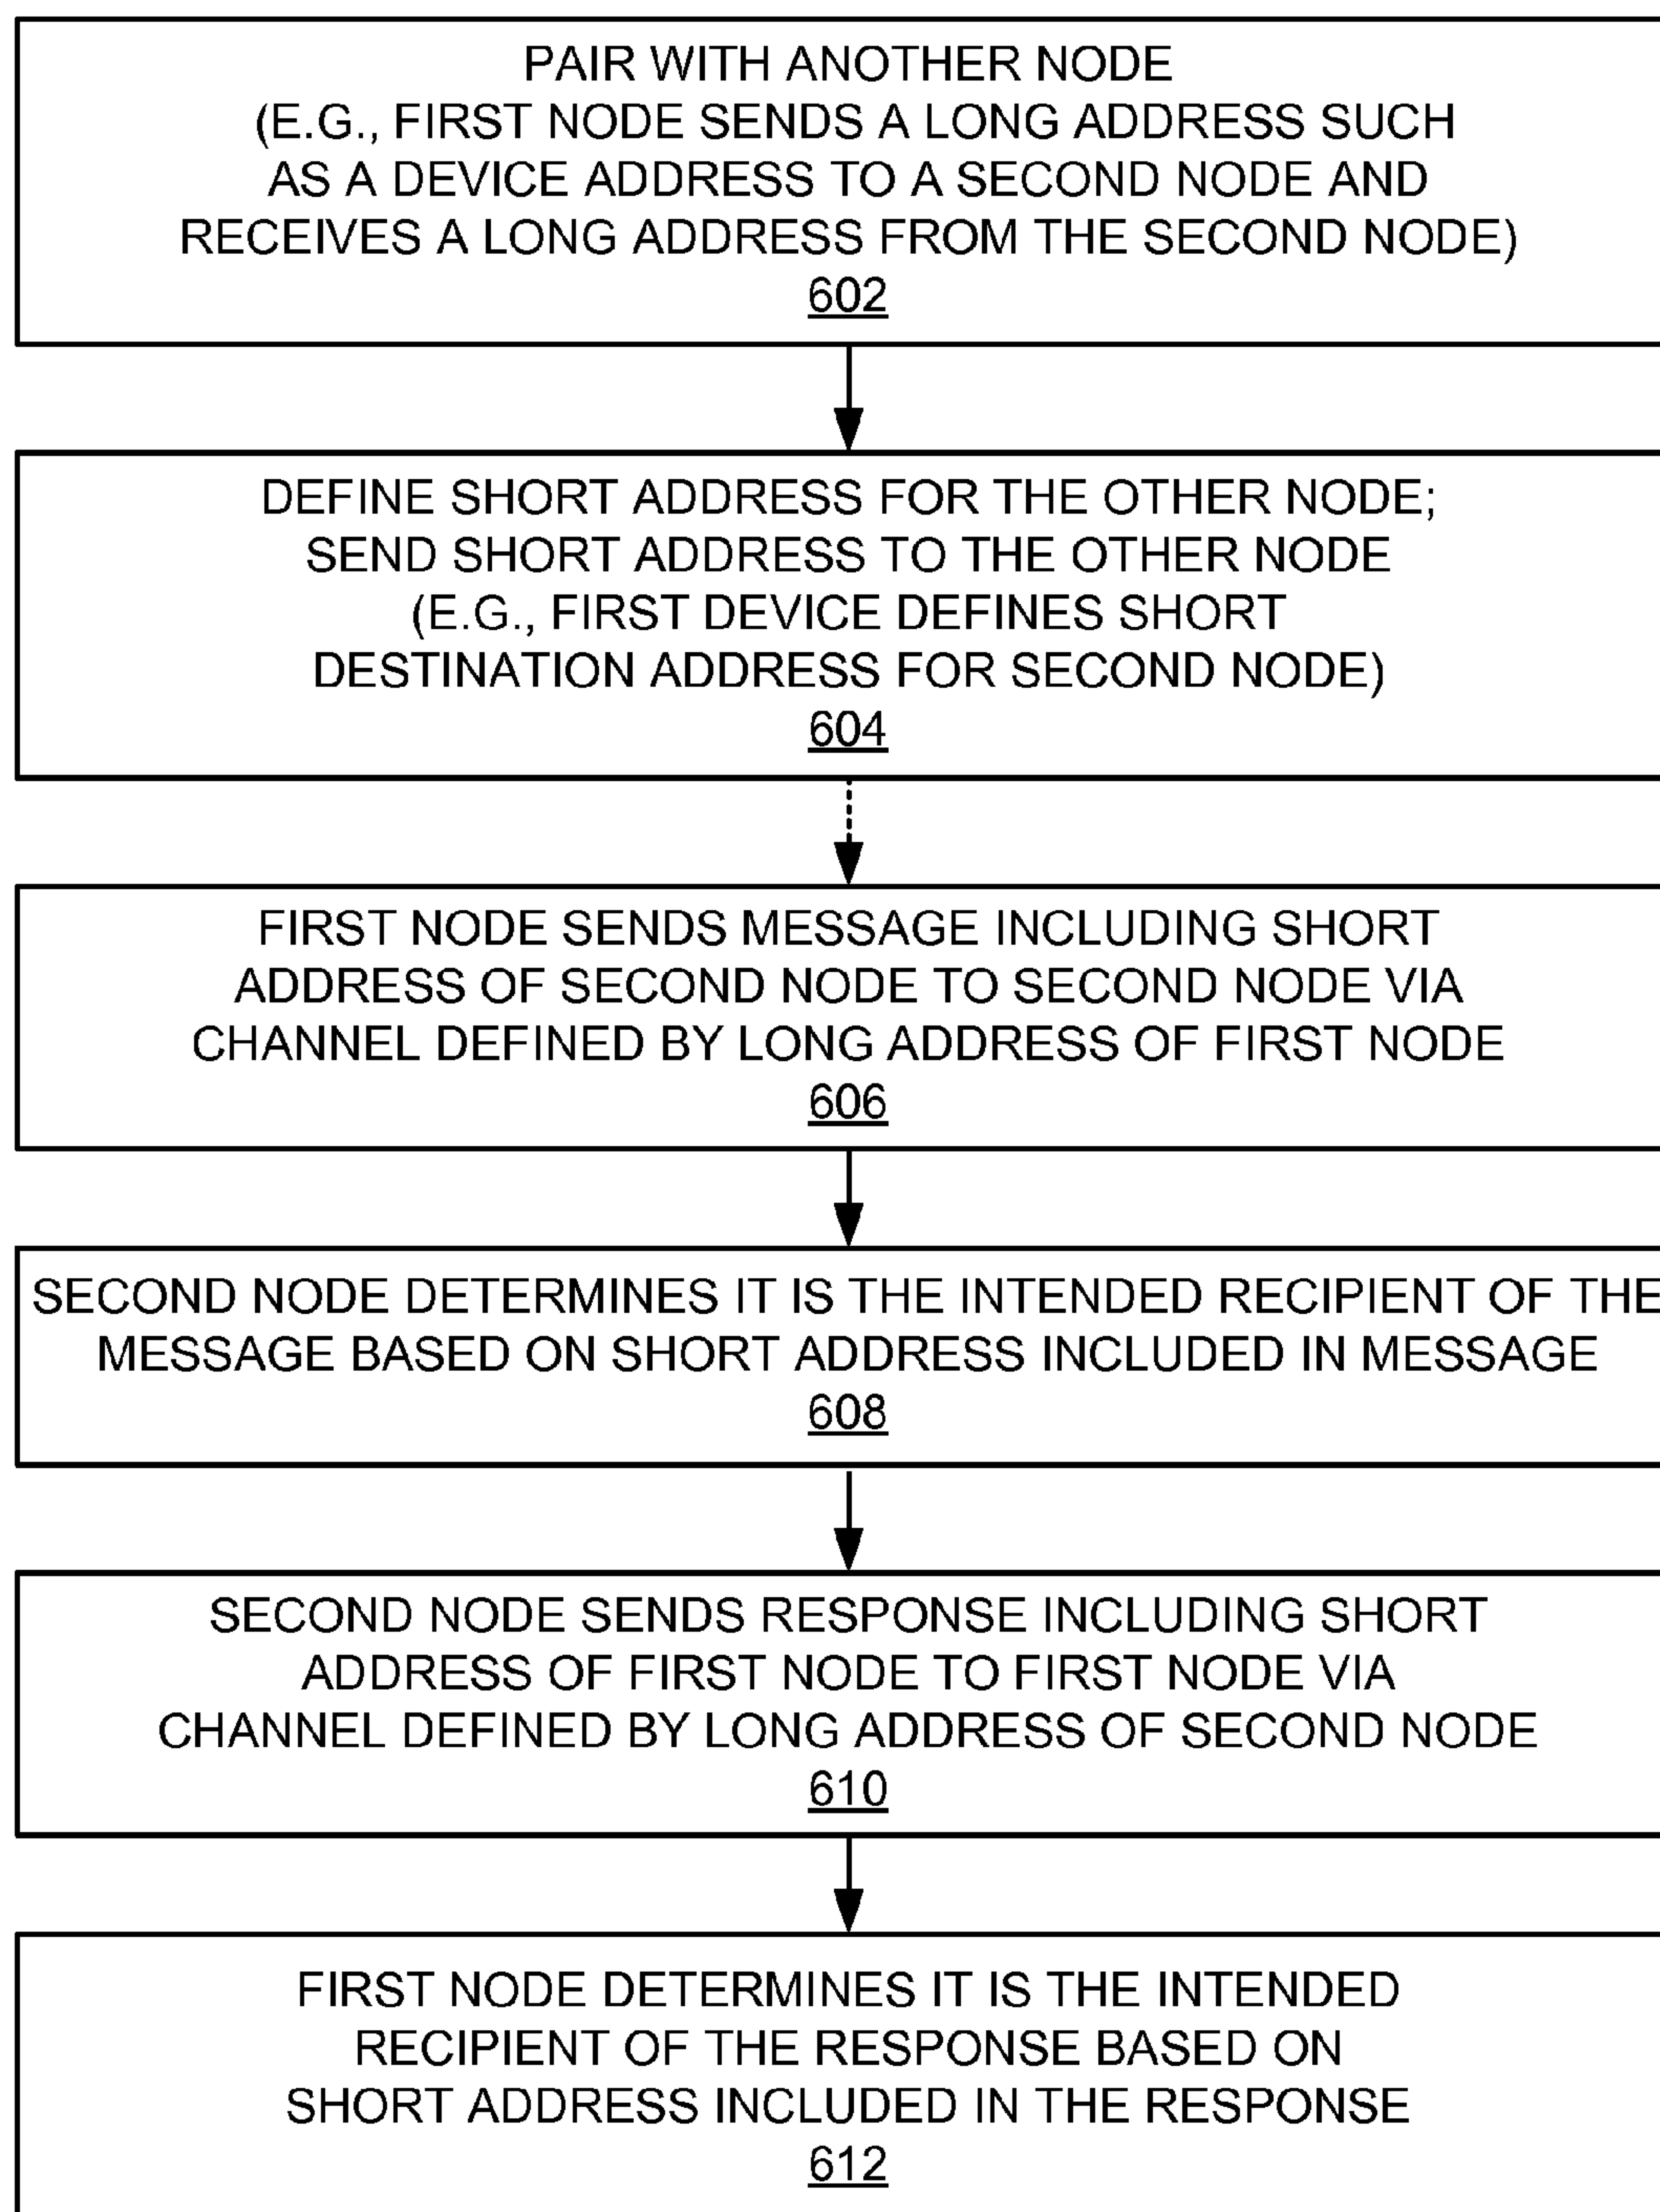 PAIR WITH ANOTHER NODE
(E.G., FIRST NODE SENDS A LONG ADDRESS SUCH
AS A DEVICE ADDRESS TO A SECOND NODE AND
RECEIVES A LONG ADDRESS FROM THE SECOND NODE)
602
DEFINE SHORT ADDRESS FOR THE OTHER NODE;
SEND SHORT ADDRESS TO THE OTHER NODE
(E.G., FIRST DEVICE DEFINES SHORT
DESTINATION ADDRESS FOR SECOND NODE)
604
FIRST NODE SENDS MESSAGE INCLUDING SHORT
ADDRESS OF SECOND NODE TO SECOND NODE VIA
CHANNEL DEFINED BY LONG ADDRESS OF FIRST NODE
606
SECOND NODE DETERMINES IT IS THE INTENDED RECIPIENT OF THE
MESSAGE BASED ON SHORT ADDRESS INCLUDED IN MESSAGE
608
SECOND NODE SENDS RESPONSE INCLUDING SHORT
ADDRESS OF FIRST NODE TO FIRST NODE VIA
CHANNEL DEFINED BY LONG ADDRESS OF SECOND NODE
610
FIRST NODE DETERMINES IT IS THE INTENDED
RECIPIENT OF THE RESPONSE BASED ON
SHORT ADDRESS INCLUDED IN THE RESPONSE
612